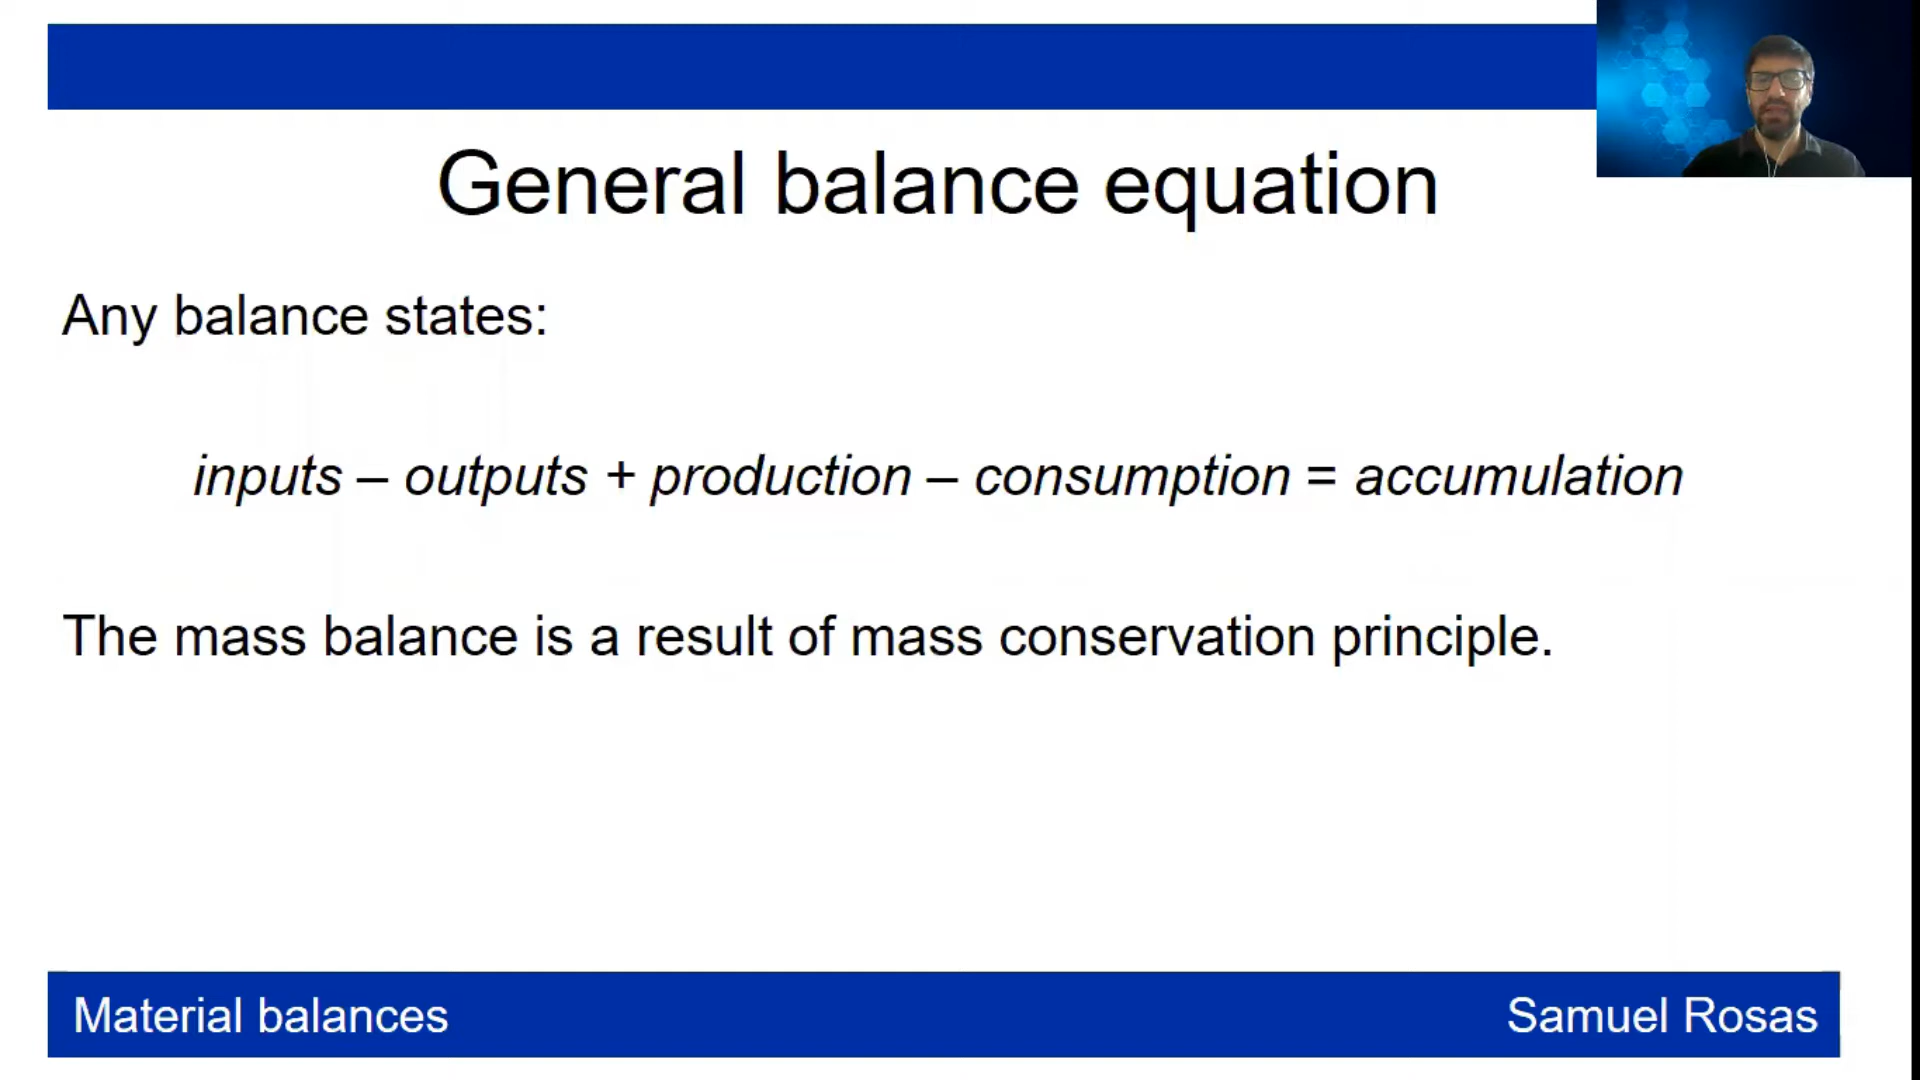 General balance equation
Any balance states:
inputs – outputs + production – consumption = accumulation
The mass balance is a result of mass conservation principle.
Material balances
Samuel Rosas